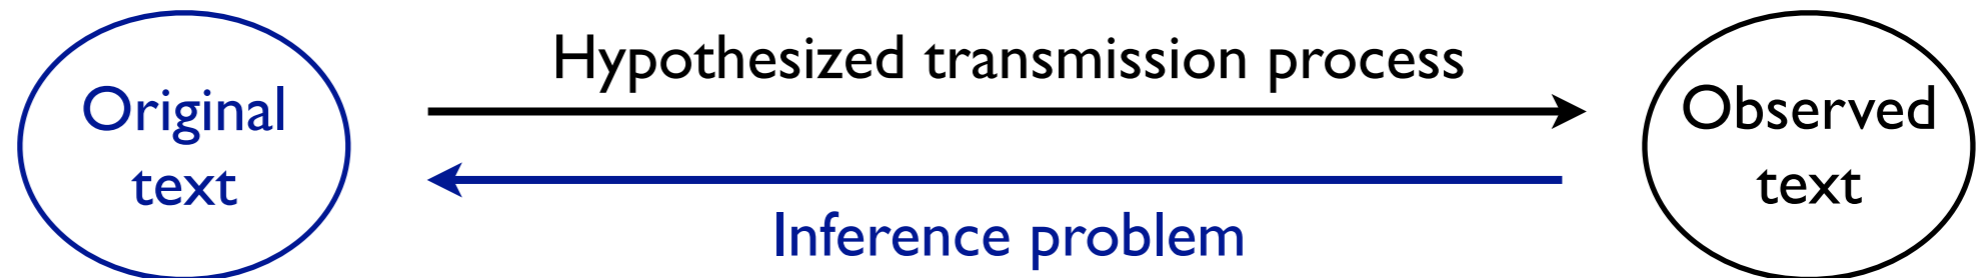 Original
text
Hypothesized transmission process
Inference problem
Observed
text